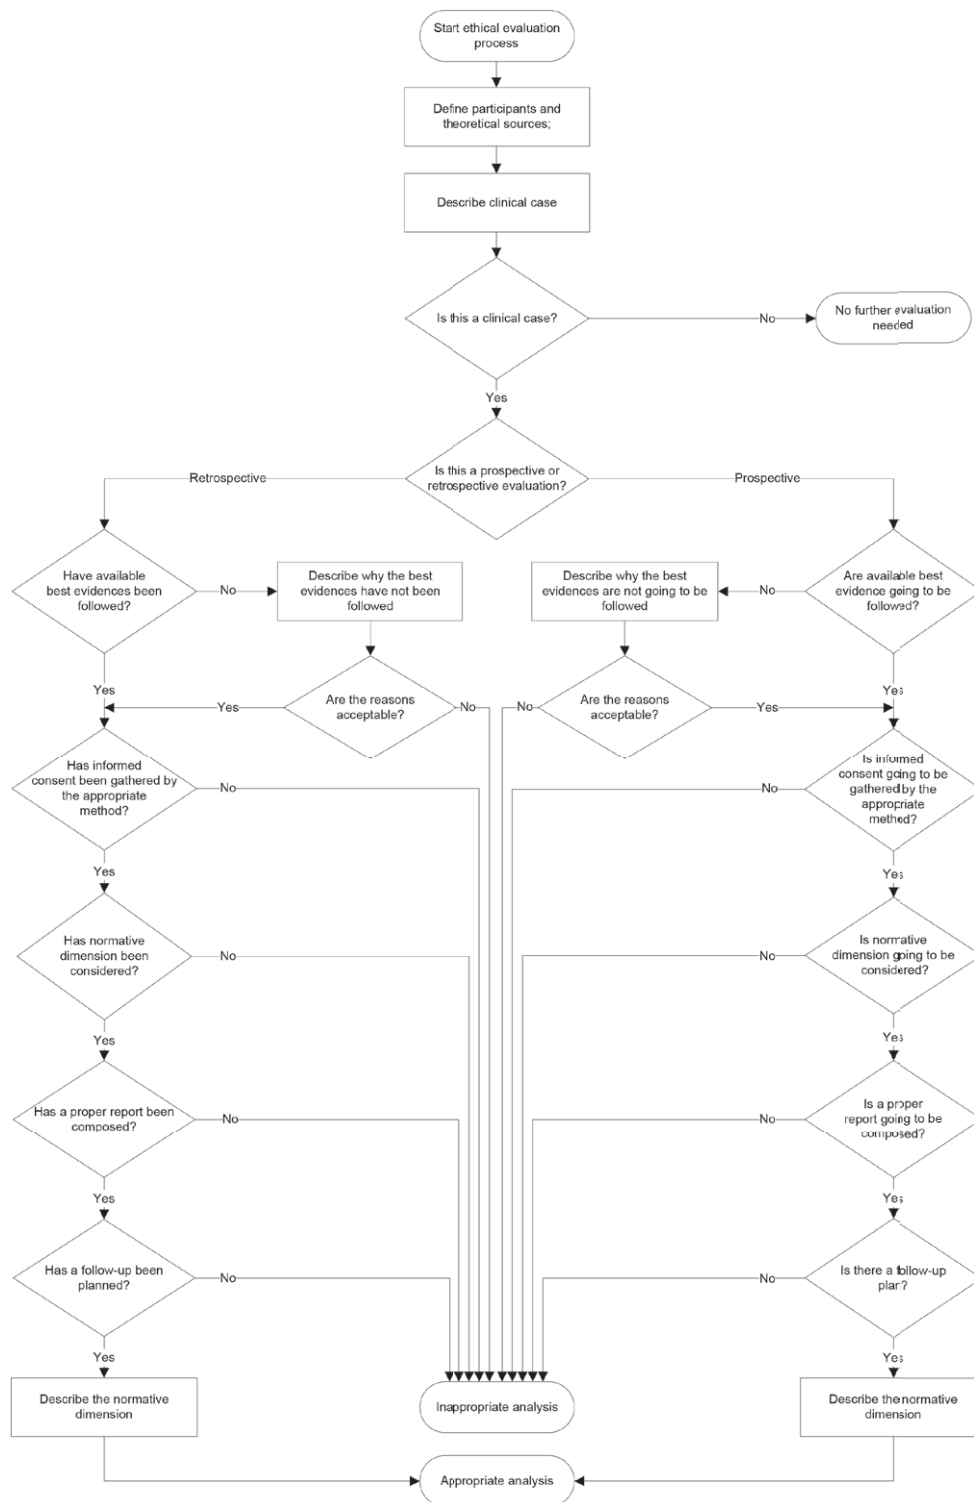 Start ethical evaluation
process
Define participants and
theoretical sources;
Describe clinical case
Is this a clinical case?
No
No further evaluation
needed
Yes
Is this a prospective or
retrospective evaluation?
Retrospective
Prospective
Have available
best evidences been
followed?
No
Describe why the best
evidences have not been
followed
Describe why the best
evidences are not going to be
followed
No
Are available best
evidence going to be
followed?
Yes
Yes
Are the reasons
acceptable?
No
No
Are the reasons
acceptable?
Yes
Yes
Has informed
consent been gathered by
the appropriate
method?
No
No
Is informed
consent going to be
gathered by the
appropriate
method?
Yes
Yes
Has normative
dimension been
considered?
No
No
Is normative
dimension going to be
considered?
Yes
Yes
Has a proper report been
composed?
No
No
Is a proper
report going to be
composed?
Yes
Yes
Has a follow-up been
planned?
No
No
Is there a follow-up
plan?
Yes
Yes
Describe the normative
dimension
Inappropriate analysis
Describe the normative
dimension
Appropriate analysis